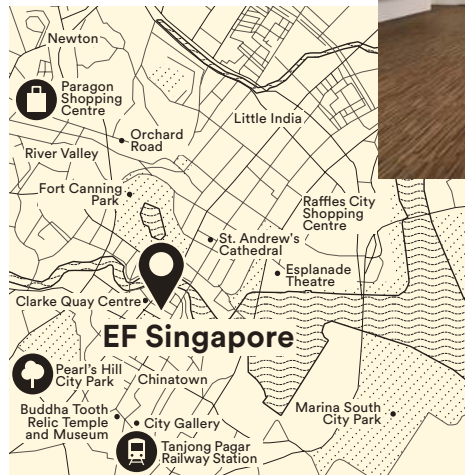 Newton
Paragon
Shopping
Centre
Orchard
Road
Little India
River Valley
Fort Canning
Park
Raffles City
Shopping
Centre
St. Andrew's
Cathedral
Esplanade
Theatre
Clarke Quay Centre
EF Singapore
Pearl's Hill
City Park
Chinatown
Buddha Tooth
Relic Temple
and Museum
City Gallery
Marina South
City Park
Tanjong Pagar
Railway Station